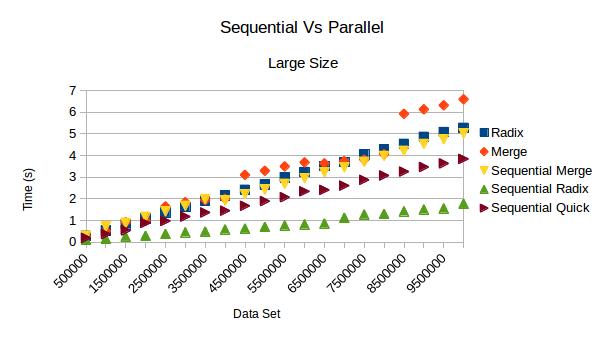 Sequential Vs Parallel
Large Size
Time (s)
7
6
5
4
3
2
1
0
500000
1500000
2500000
3500000
4500000
5500000
6500000
7500000
8500000
9500000
Data Set
Radix
Merge
Sequential Merge
Sequential Radix
Sequential Quick